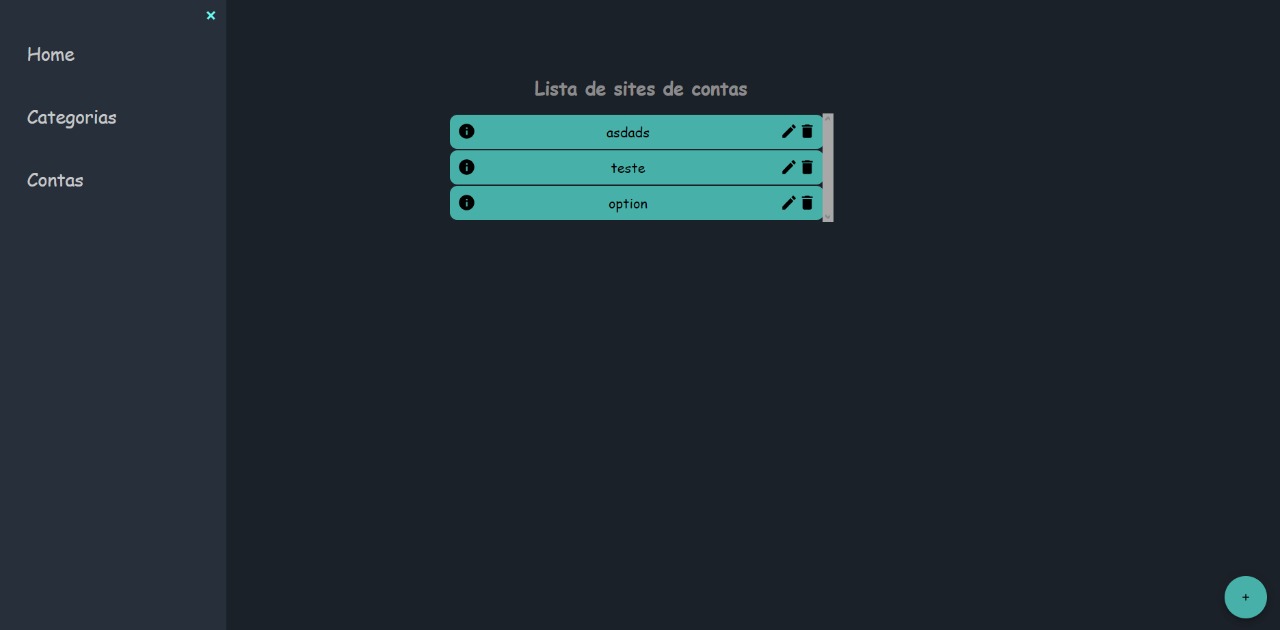 ×
Home
Categorias
Contas
Lista de sites de contas
asdads
teste
option
+